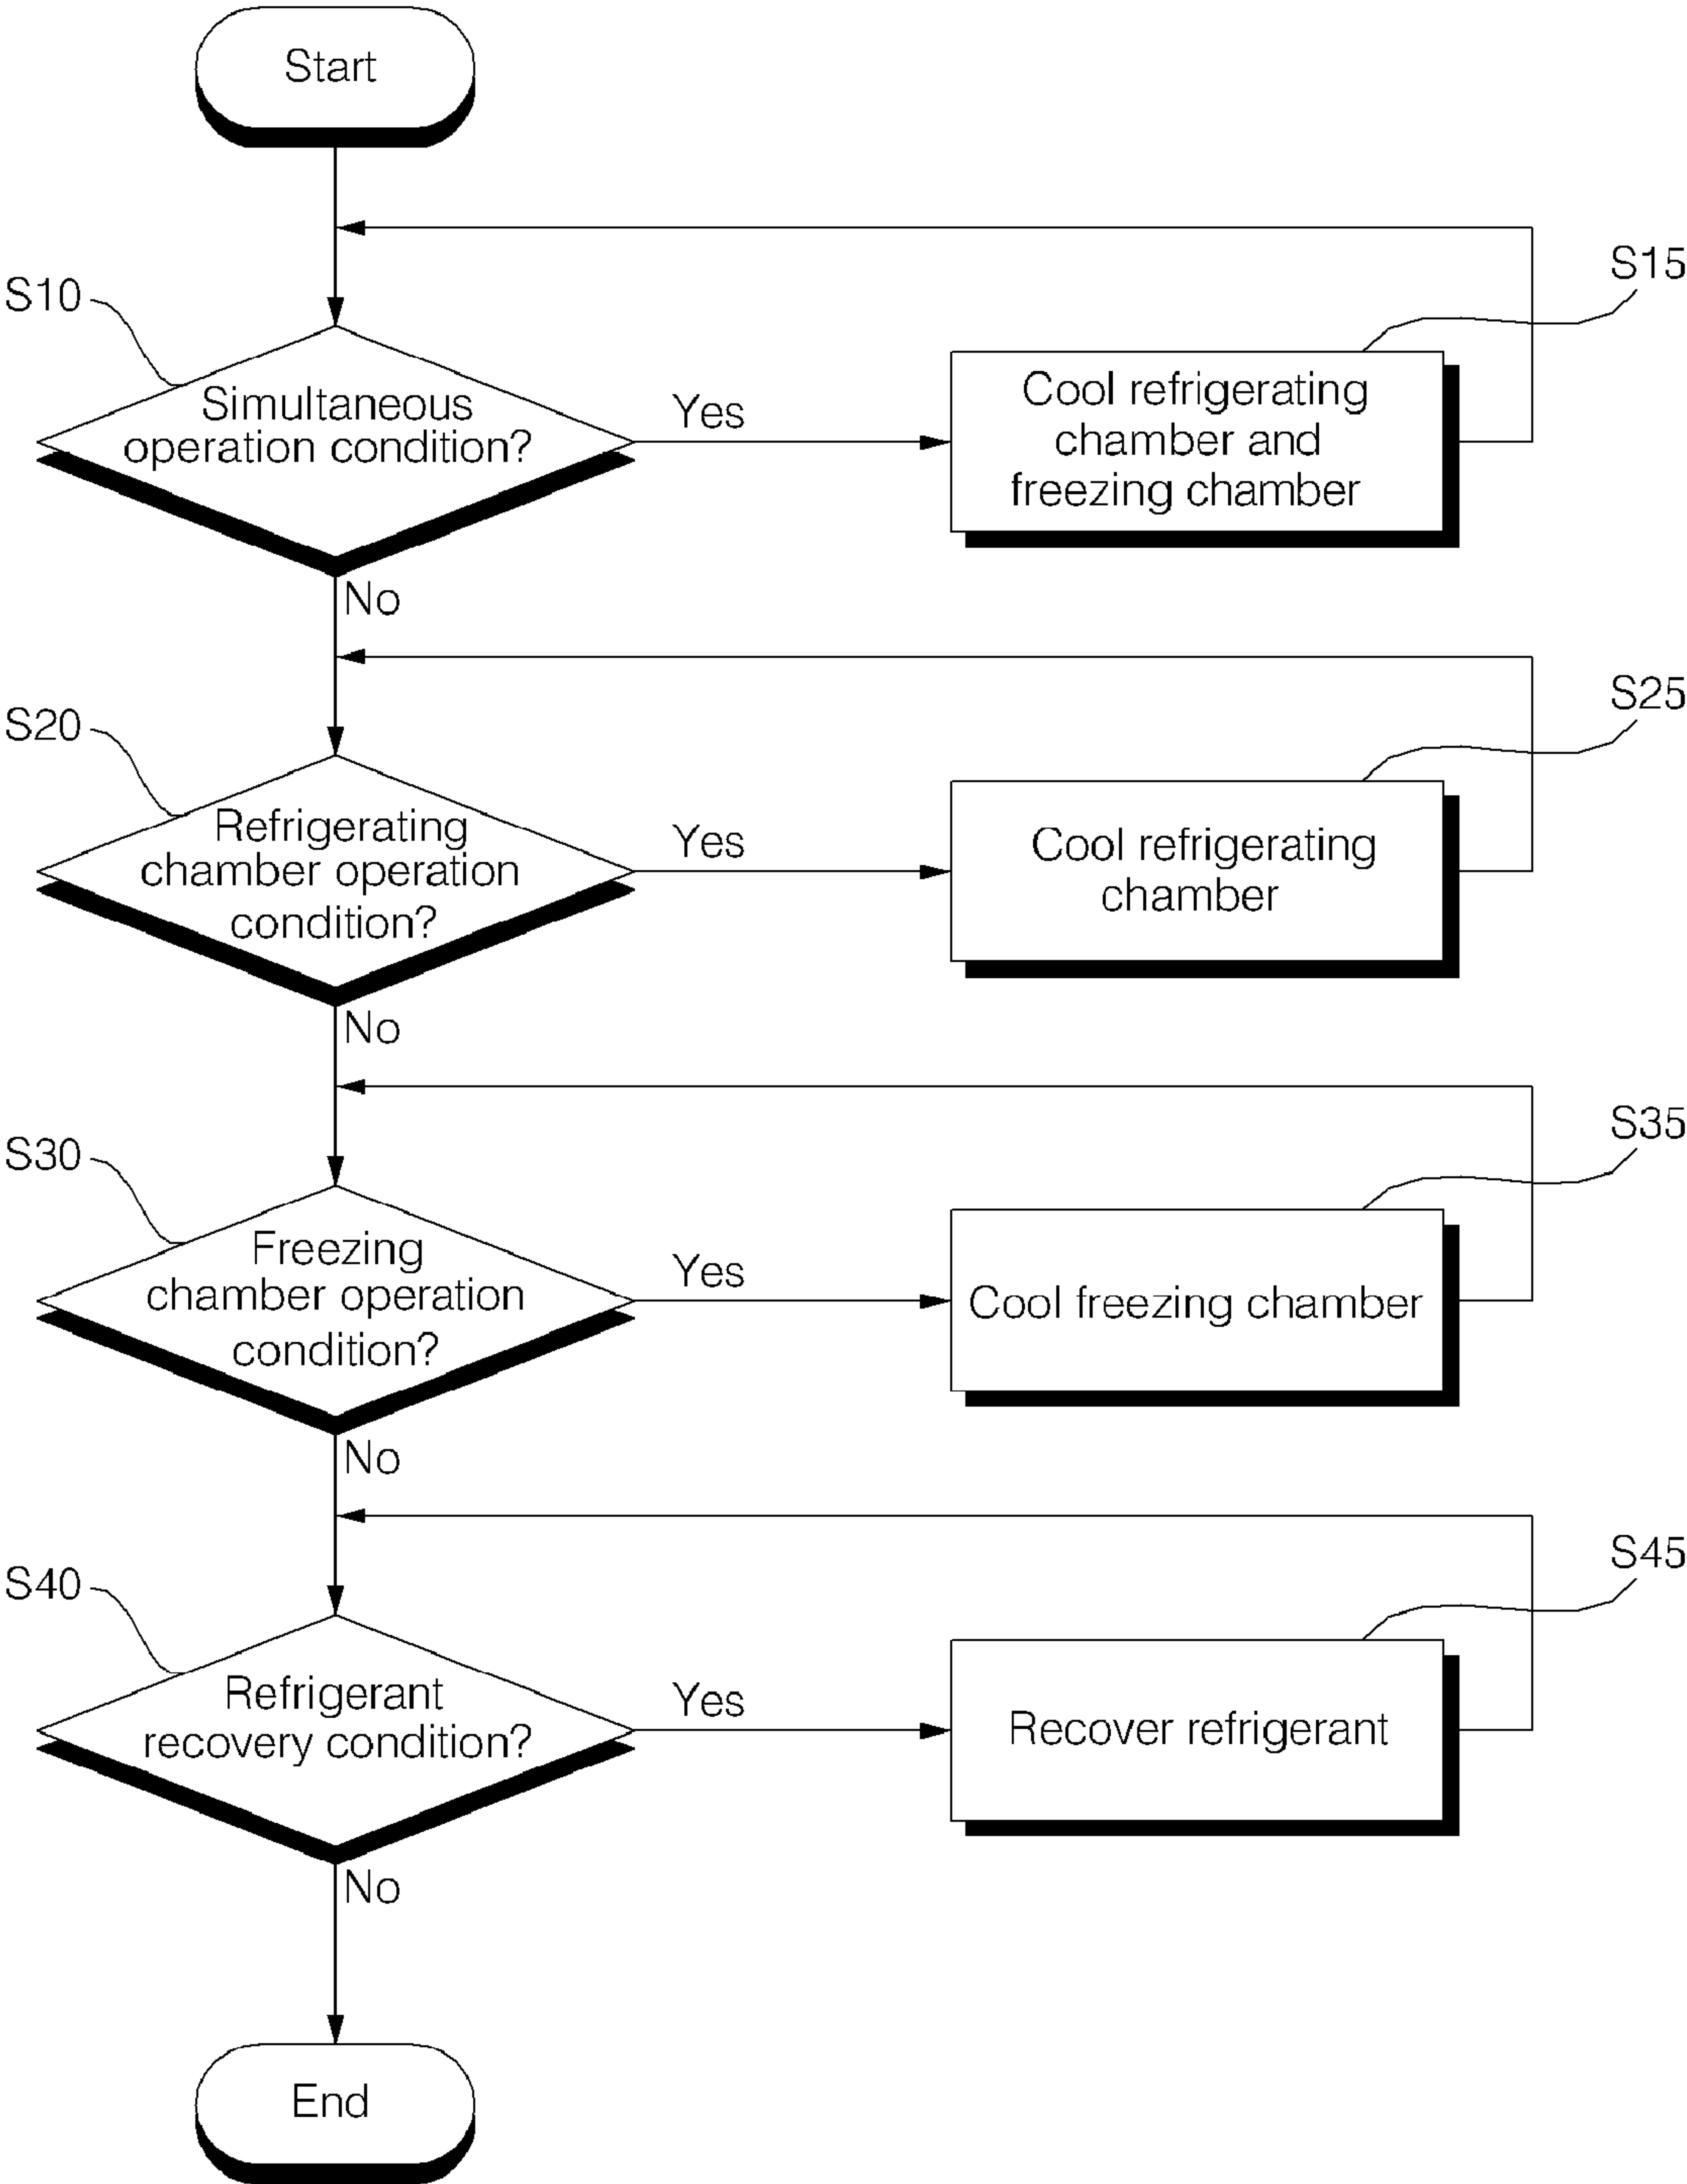 Start
S10
S15
Simultaneous
operation condition?
Yes
Cool refrigerating
chamber and
freezing chamber
No
S20
S25
Refrigerating
chamber operation
condition?
Yes
Cool refrigerating
chamber
No
S30
S35
Freezing
chamber operation
condition?
Yes
Cool freezing chamber
No
S40
S45
Refrigerant
recovery condition?
Yes
Recover refrigerant
No
End